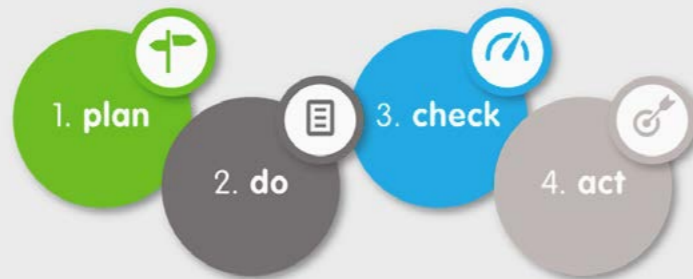 1. plan
2. do
3. check
4. act